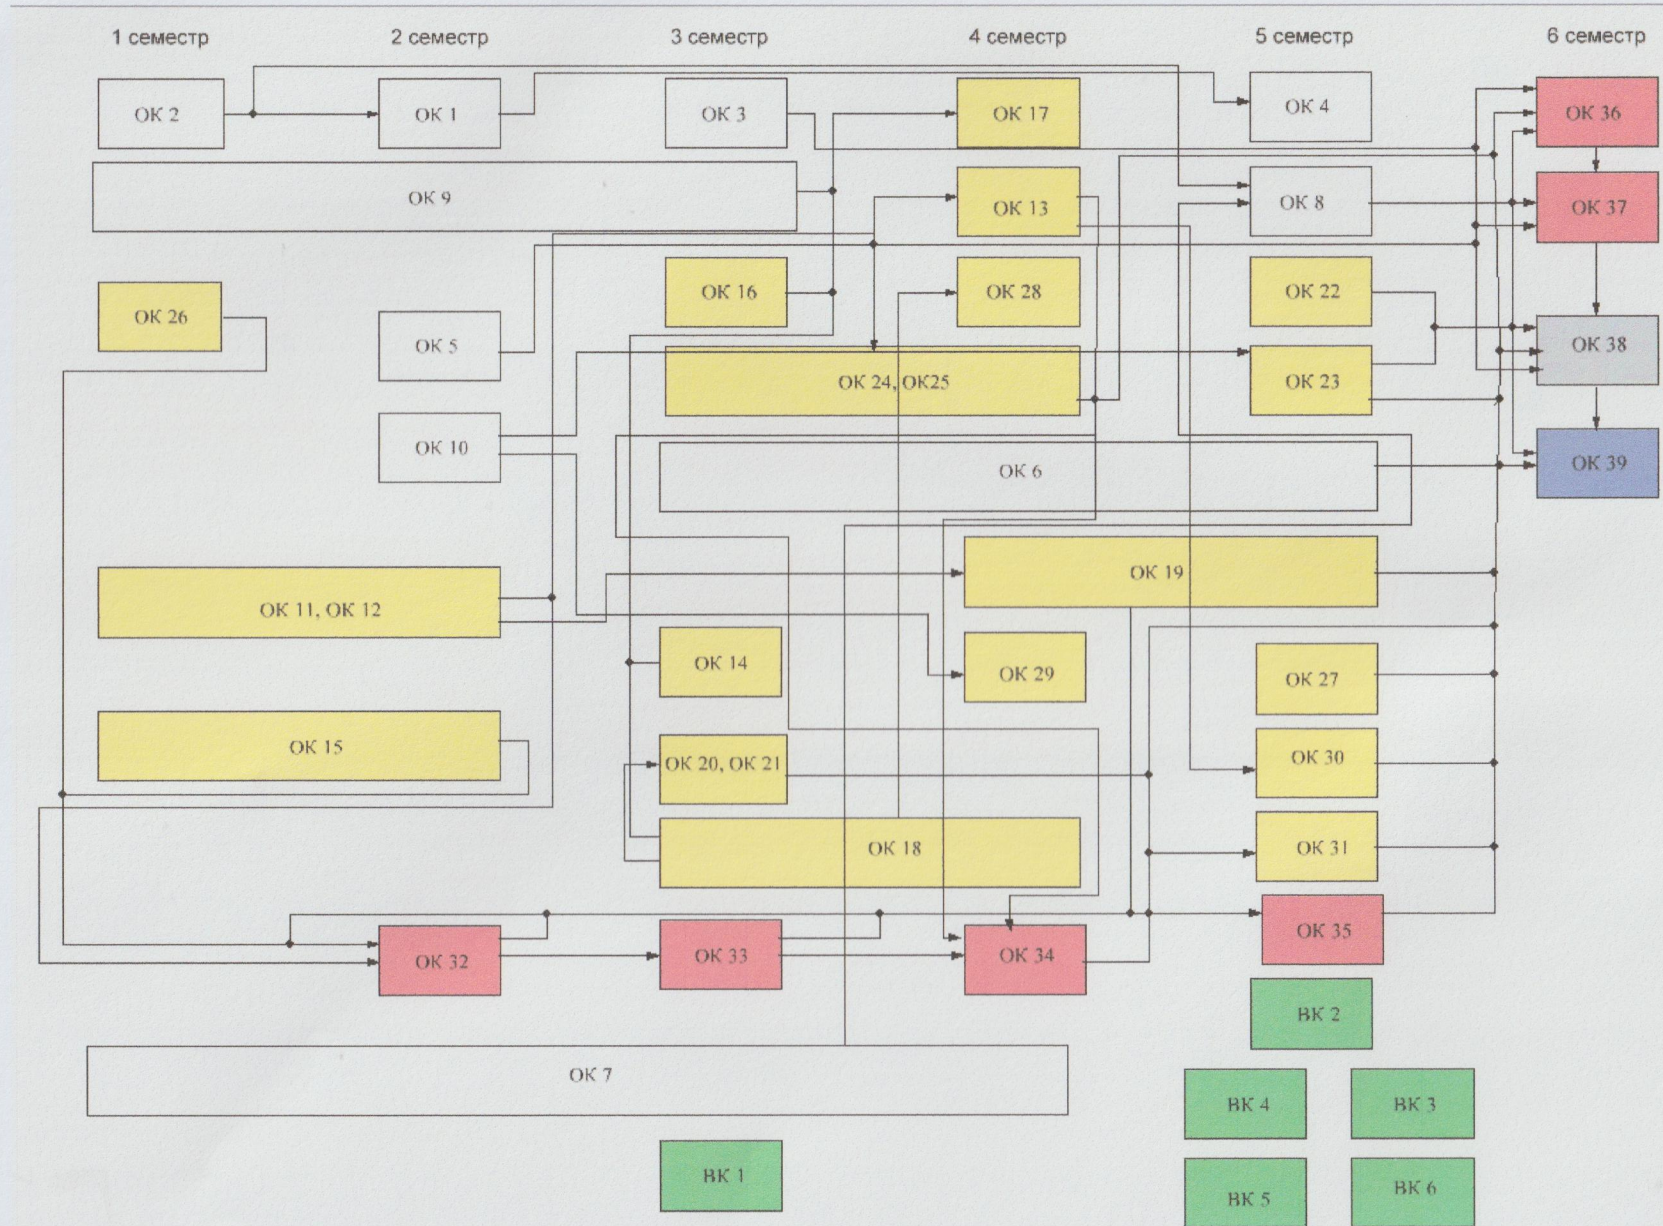 1 семестр 2 семестр 3 семестр 4 семестр 5 семестр 6 семестр
ОК 2 ОК 1 ОК 3 ОК 17 ОК 4 ОК 36
ОК 9 ОК 13 ОК 8 ОК 37
ОК 26 ОК 5 ОК 16 ОК 28 ОК 22 ОК 38
ОК 24, ОК25 ОК 23
ОК 10 ОК 6 ОК 39
ОК 11, ОК 12 ОК 19
ОК 14 ОК 29 ОК 27
ОК 15 ОК 20, ОК 21 ОК 30
ОК 18 ОК 31
ОК 32 ОК 33 ОК 34 ОК 35
ВК 2
ОК 7
ВК 4 ВК 3
ВК 1
ВК 5 ВК 6